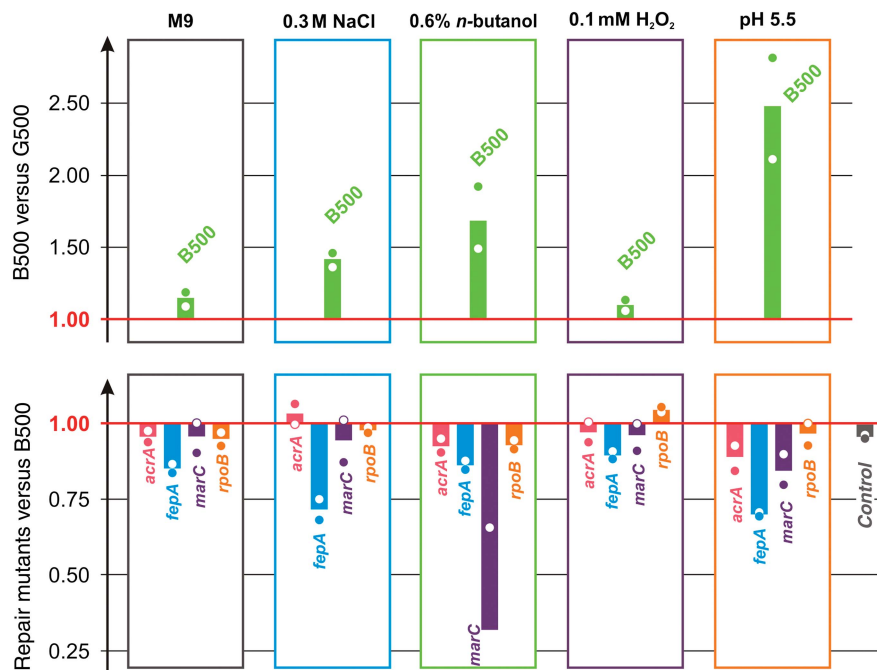 M9
0.3 M NaCl
0.6% n-butanol
0.1 mM H₂O₂
pH 5.5
B500 versus G500
2.50
2.00
1.50
1.00
B500
B500
B500
B500
B500
Repair mutants versus B500
1.00
0.75
0.50
0.25
acrA
fepA
marC
rpoB
acrA
fepA
marC
rpoB
acrA
fepA
marC
rpoB
acrA
fepA
marC
rpoB
acrA
fepA
marC
rpoB
Control